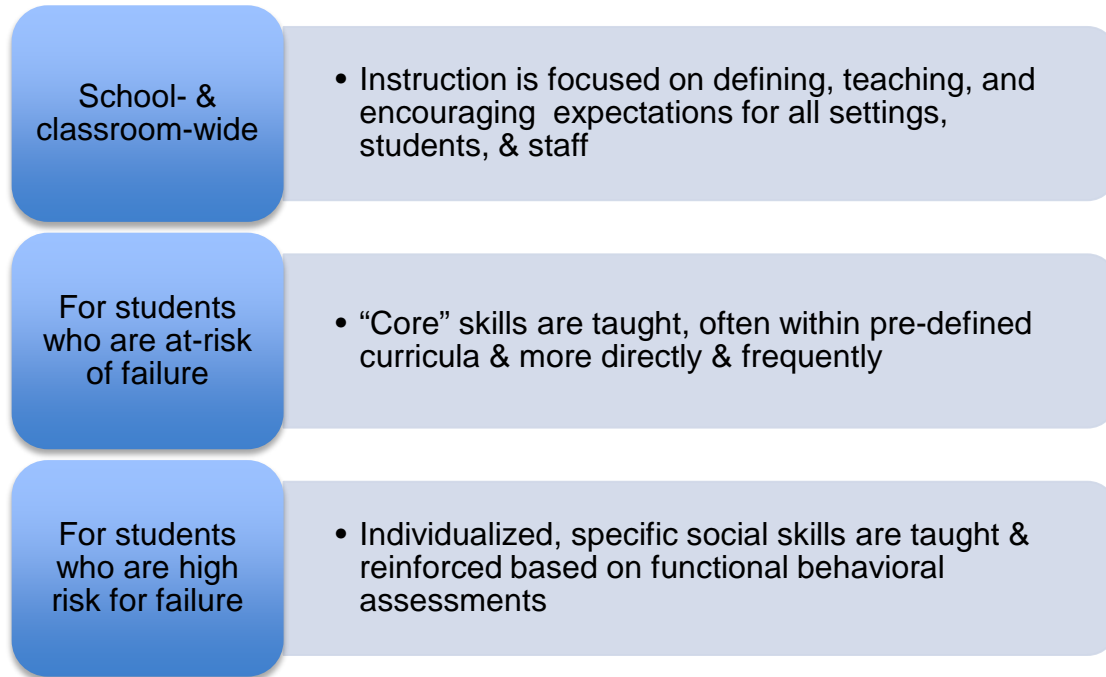 School- &
classroom-wide
• Instruction is focused on defining, teaching, and
encouraging  expectations for all settings,
students, & staff
For students
who are at-risk
of failure
• “Core” skills are taught, often within pre-defined
curricula & more directly & frequently
For students
who are high
risk for failure
• Individualized, specific social skills are taught &
reinforced based on functional behavioral
assessments